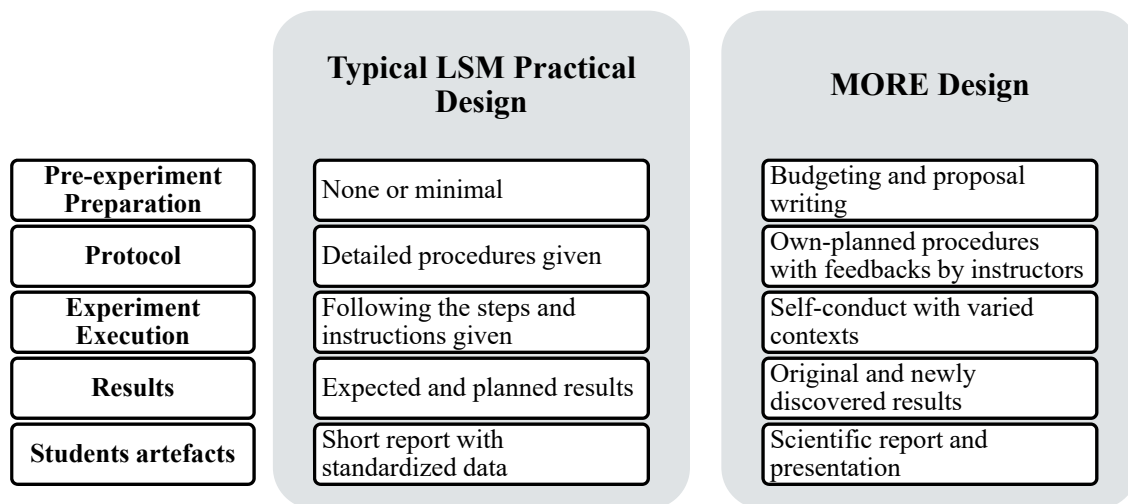 Typical LSM Practical
Design
MORE Design
Pre-experiment
Preparation
None or minimal
Budgeting and proposal
writing
Protocol
Detailed procedures given
Own-planned procedures
with feedbacks by instructors
Experiment
Execution
Following the steps and
instructions given
Self-conduct with varied
contexts
Results
Expected and planned results
Original and newly
discovered results
Students artefacts
Short report with
standardized data
Scientific report and
presentation